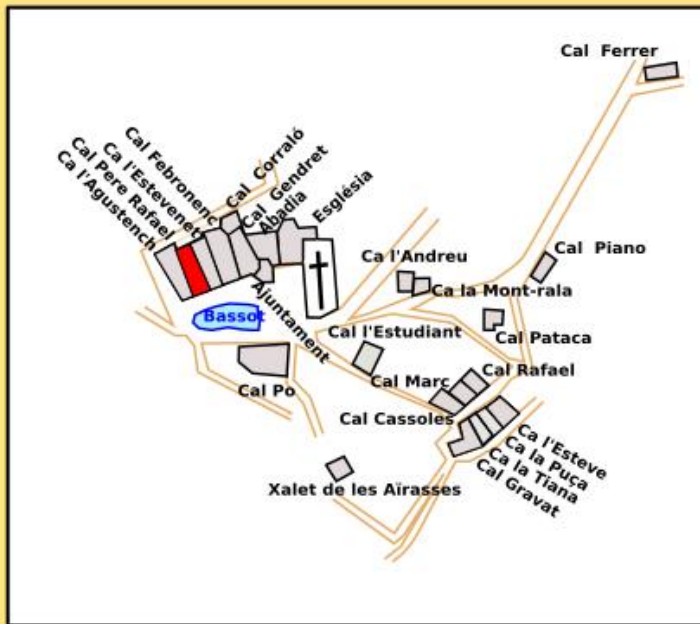 Cal Ferrer
Cal Febronenc
Cal Corraló
Ca l'Estevenet
Cal Gendret
Cal Pere Rafael
Abadia
Ca l'Agustench
Església
Ca l'Andreu
Cal Piano
Ca la Mont-rala
Ajuntament
Bassot
Cal l'Estudiant
Cal Pataca
Cal Po
Cal Marc
Cal Rafael
Cal Cassoles
Ca l'Esteve
Ca la Puça
Ca la Tiana
Cal Gravat
Xalet de les Aïrasses